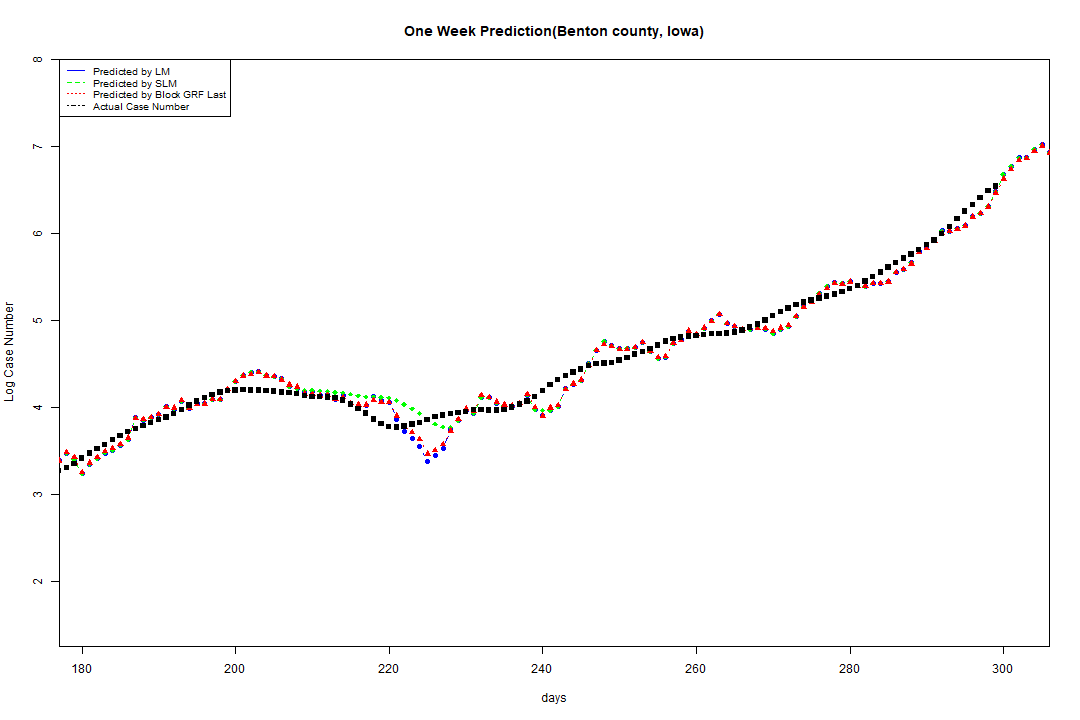 One Week Prediction(Benton county, Iowa)
Predicted by LM
Predicted by SLM
Predicted by Block GRF Last
Actual Case Number
8
7
6
5
4
3
2
Log Case Number
180 200 220 240 260 280 300
days